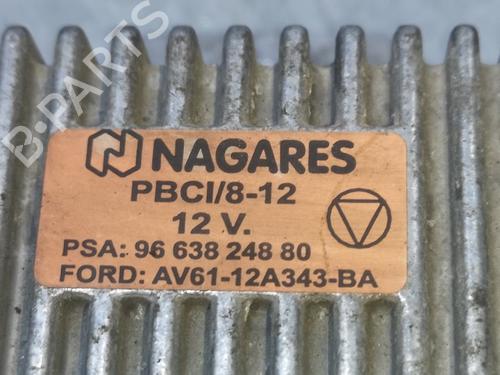 B-PARTS
NAGARES
PBCI/8-12
12 V.
PSA: 96 638 248 80
FORD: AV61-12A343-BA